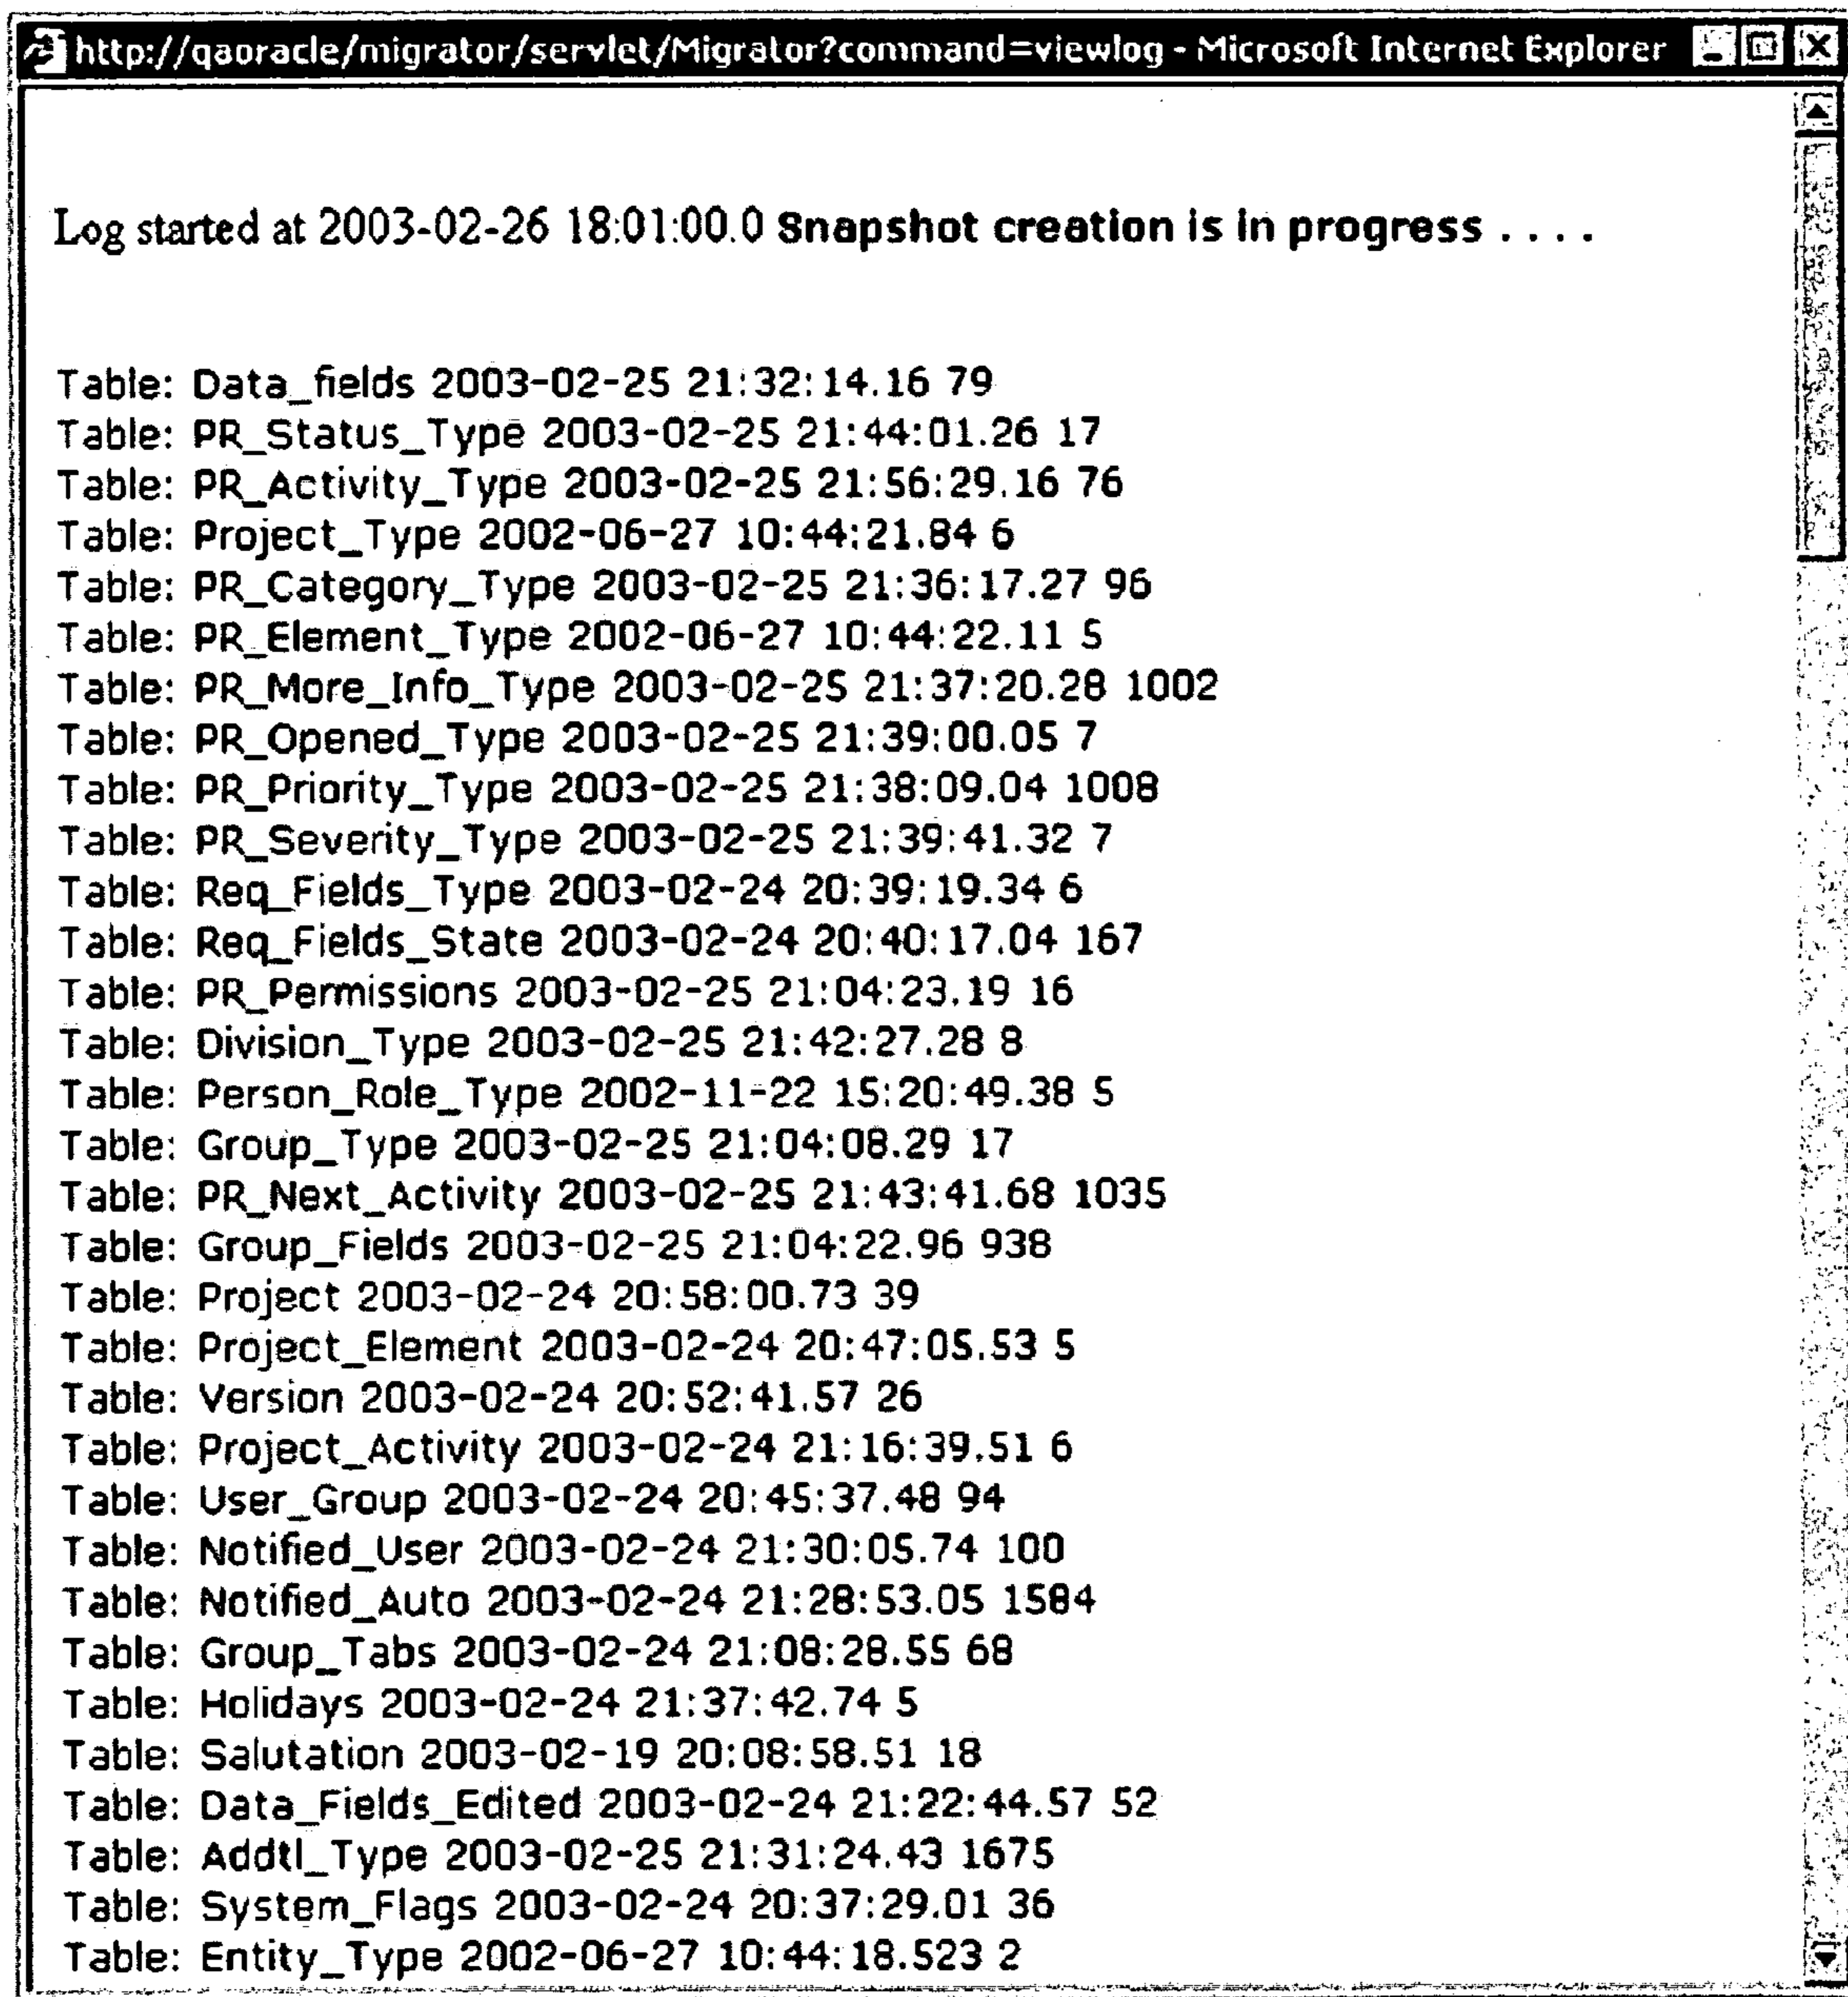 http://qaoracle/migrator/servlet/Migrator?command=viewlog - Microsoft Internet Explorer
Log started at 2003-02-26 18:01:00.0 Snapshot creation is in progress . . . .
Table: Data_fields 2003-02-25 21:32:14.16 79
Table: PR_Status_Type 2003-02-25 21:44:01.26 17
Table: PR_Activity_Type 2003-02-25 21:56:29.16 76
Table: Project_Type 2002-06-27 10:44:21.84 6
Table: PR_Category_Type 2003-02-25 21:36:17.27 96
Table: PR_Element_Type 2002-06-27 10:44:22.11 5
Table: PR_More_Info_Type 2003-02-25 21:37:20.28 1002
Table: PR_Opened_Type 2003-02-25 21:39:00.05 7
Table: PR_Priority_Type 2003-02-25 21:38:09.04 1008
Table: PR_Severity_Type 2003-02-25 21:39:41.32 7
Table: Req_Fields_Type 2003-02-24 20:39:19.34 6
Table: Req_Fields_State 2003-02-24 20:40:17.04 167
Table: PR_Permissions 2003-02-25 21:04:23.19 16
Table: Division_Type 2003-02-25 21:42:27.28 8
Table: Person_Role_Type 2002-11-22 15:20:49.38 5
Table: Group_Type 2003-02-25 21:04:08.29 17
Table: PR_Next_Activity 2003-02-25 21:43:41.68 1035
Table: Group_Fields 2003-02-25 21:04:22.96 938
Table: Project 2003-02-24 20:58:00.73 39
Table: Project_Element 2003-02-24 20:47:05.53 5
Table: Version 2003-02-24 20:52:41.57 26
Table: Project_Activity 2003-02-24 21:16:39.51 6
Table: User_Group 2003-02-24 20:45:37.48 94
Table: Notified_User 2003-02-24 21:30:05.74 100
Table: Notified_Auto 2003-02-24 21:28:53.05 1584
Table: Group_Tabs 2003-02-24 21:08:28.55 68
Table: Holidays 2003-02-24 21:37:42.74 5
Table: Salutation 2003-02-19 20:08:58.51 18
Table: Data_Fields_Edited 2003-02-24 21:22:44.57 52
Table: Addtl_Type 2003-02-25 21:31:24.43 1675
Table: System_Flags 2003-02-24 20:37:29.01 36
Table: Entity_Type 2002-06-27 10:44:18.523 2